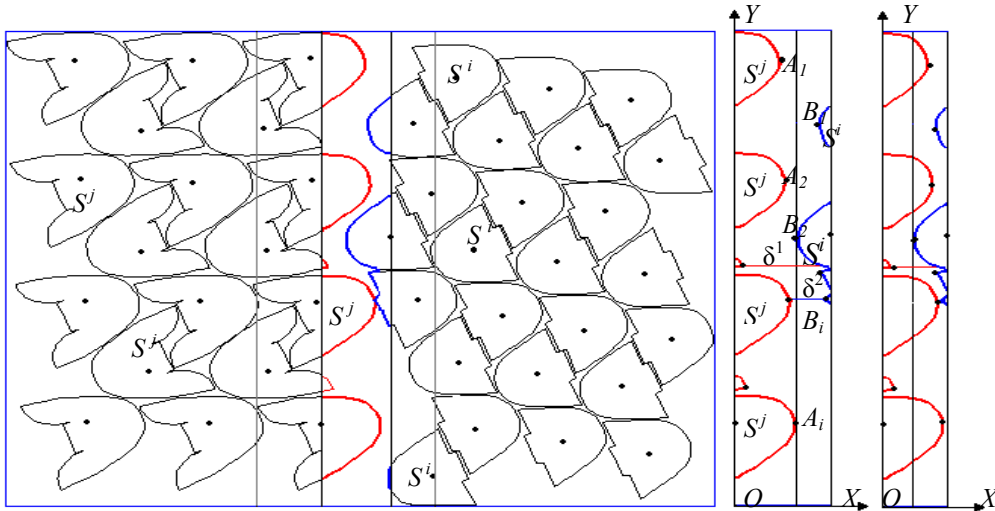 S^i
S^j
S^i
S^j
S^j
S^i
Y
S^j
A_1
B_1
S^i
S^j
A_2
B_2
δ^1
S^i
δ^2
S^j
B_i
S^j
A_i
O
X
Y
O
X